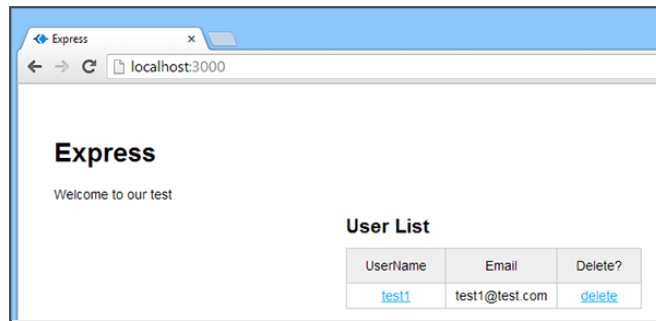 Express
localhost:3000
Express
Welcome to our test
User List
UserName Email Delete?
test1 test1@test.com delete